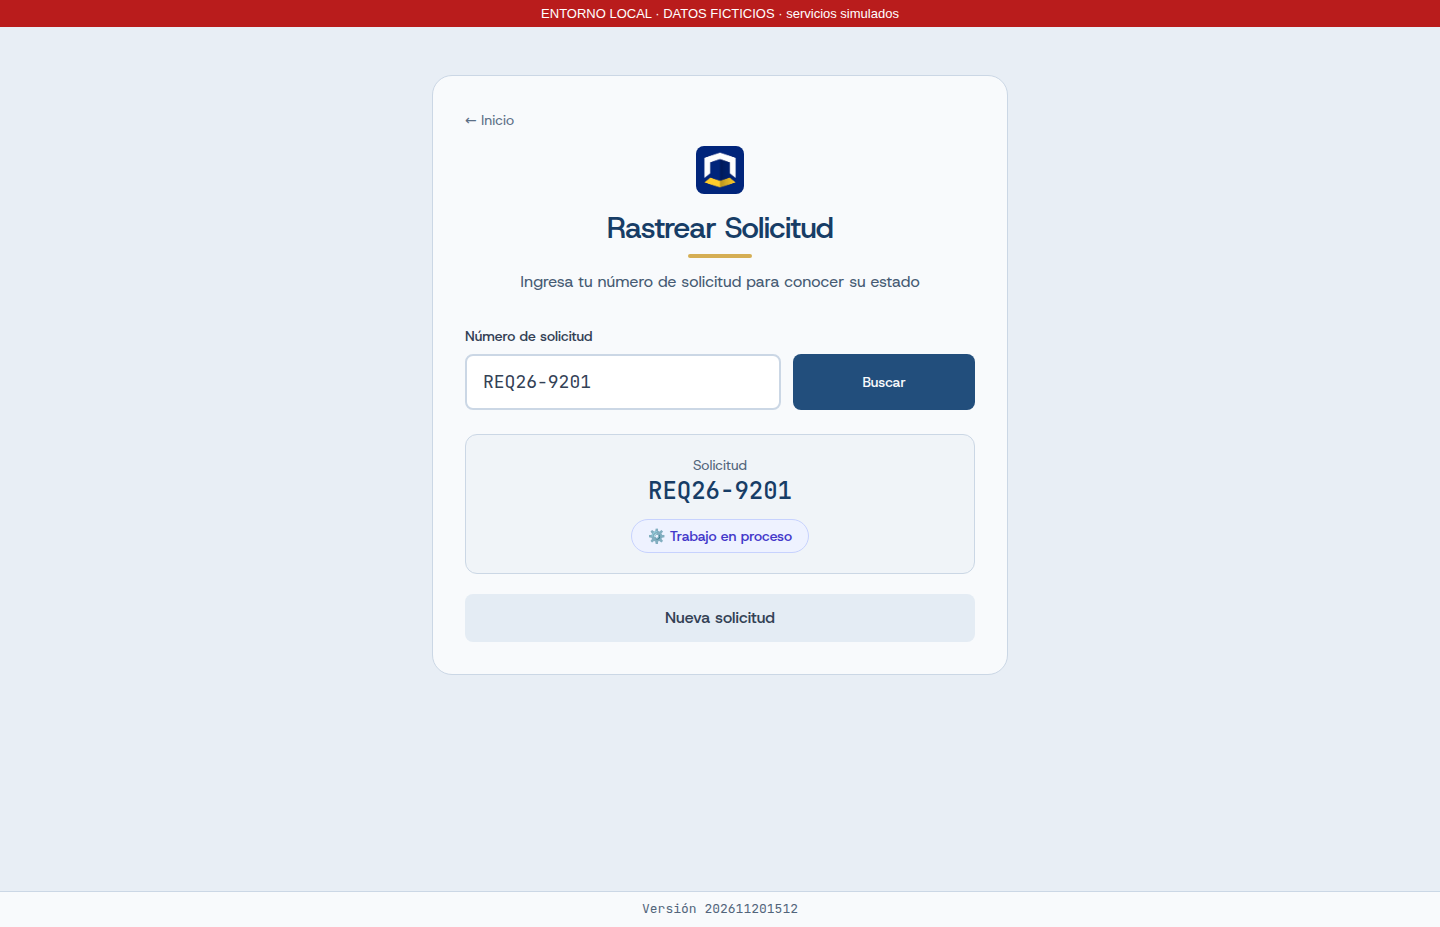 ENTORNO LOCAL · DATOS FICTICIOS · servicios simulados
← Inicio
Rastrear Solicitud
Ingresa tu número de solicitud para conocer su estado
Número de solicitud
REQ26-9201
Buscar
Solicitud
REQ26-9201
⚙️ Trabajo en proceso
Nueva solicitud
Versión 202611201512